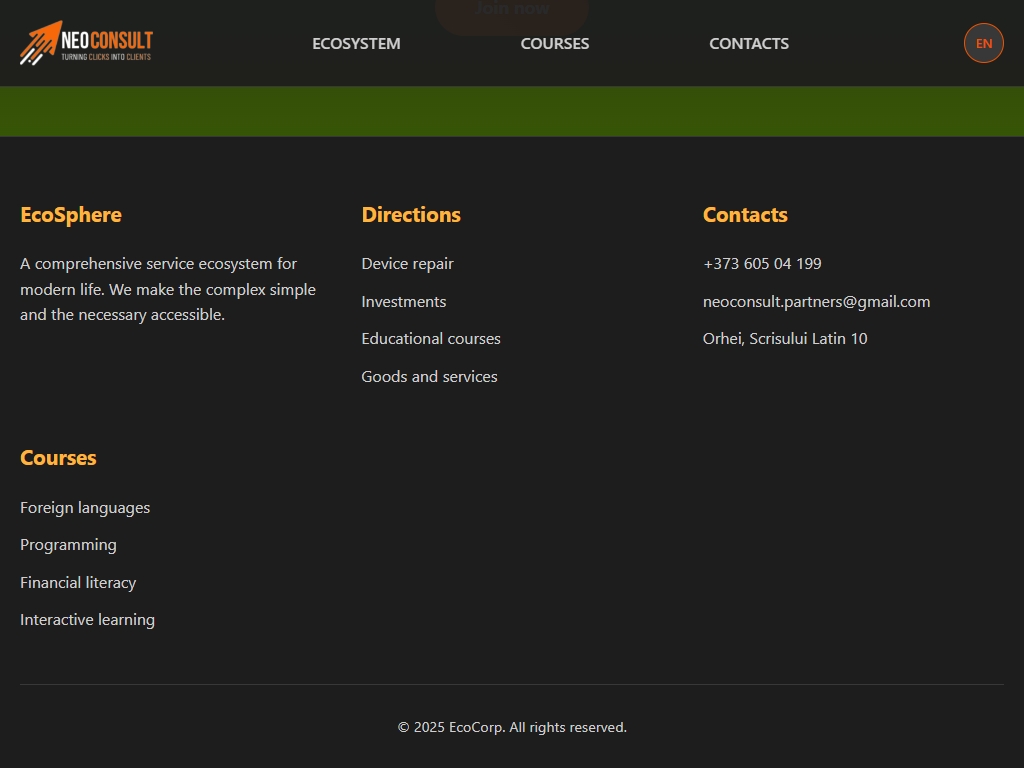 Join now
NEOCONSULT
TURNING CLICKS INTO CLIENTS
ECOSYSTEM
COURSES
CONTACTS
EN
EcoSphere
A comprehensive service ecosystem for
modern life. We make the complex simple
and the necessary accessible.
Directions
Device repair
Investments
Educational courses
Goods and services
Contacts
+373 605 04 199
neoconsult.partners@gmail.com
Orhei, Scrisului Latin 10
Courses
Foreign languages
Programming
Financial literacy
Interactive learning
© 2025 EcoCorp. All rights reserved.